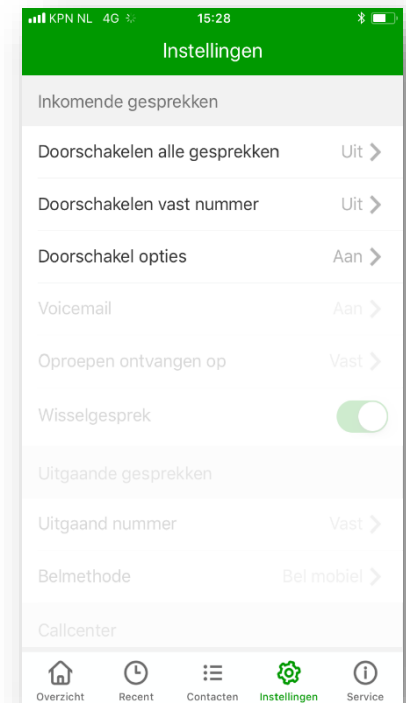 KPN NL 4G 15:28
Instellingen
Inkomende gesprekken
Doorschakelen alle gesprekken Uit
Doorschakelen vast nummer Uit
Doorschakel opties Aan
Voicemail Aan
Oproepen ontvangen op Vast
Wisselgesprek
Uitgaande gesprekken
Uitgaand nummer Vast
Belmethode Bel mobiel
Callcenter
Overzicht Recent Contacten Instellingen Service